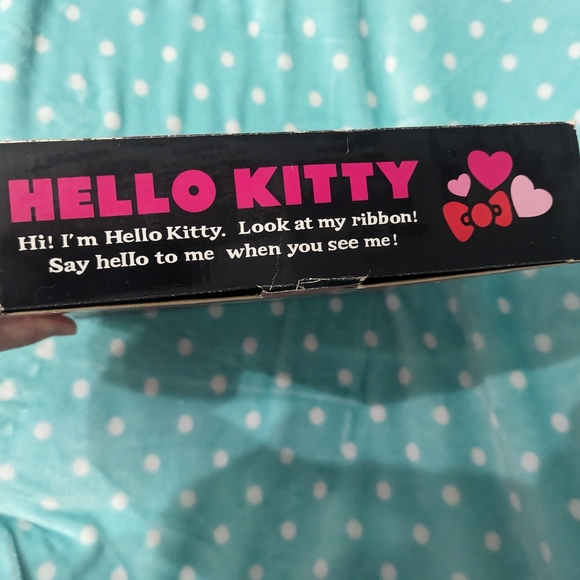 HELLO KITTY
Hi! I'm Hello Kitty. Look at my ribbon!
Say hello to me when you see me!